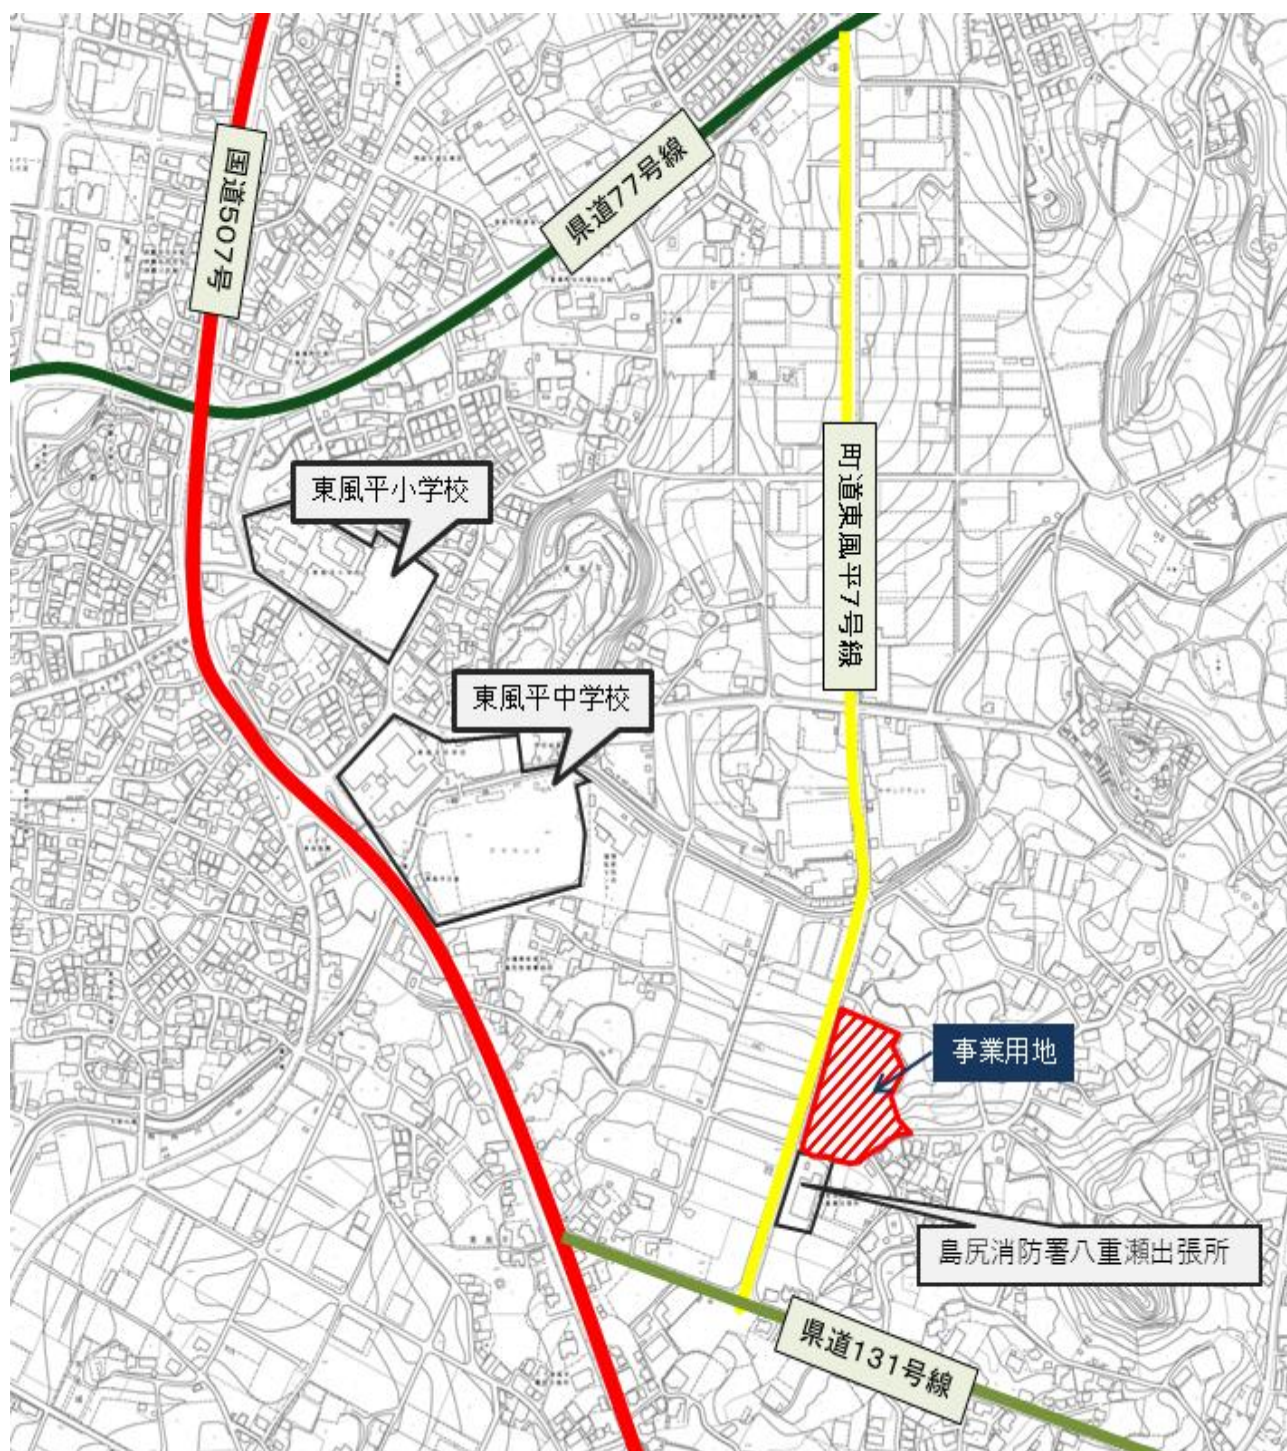 国道507号
県道77号線
東風平小学校
町道東風平7号線
東風平中学校
事業用地
島尻消防署八重瀬出張所
県道131号線